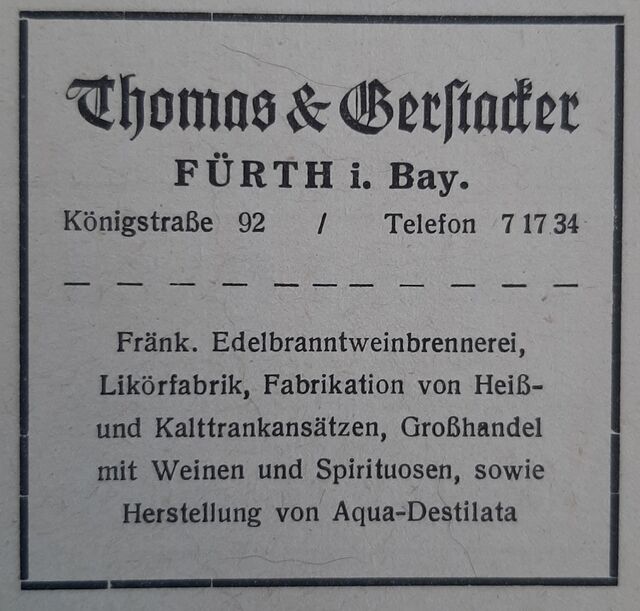 Thomas & Gerstacker
FÜRTH i. Bay.
Königstraße 92 / Telefon 7 17 34
Fränk. Edelbranntweinbrennerei,
Likörfabrik, Fabrikation von Heiß-
und Kalttrankansätzen, Großhandel
mit Weinen und Spirituosen, sowie
Herstellung von Aqua-Destilata